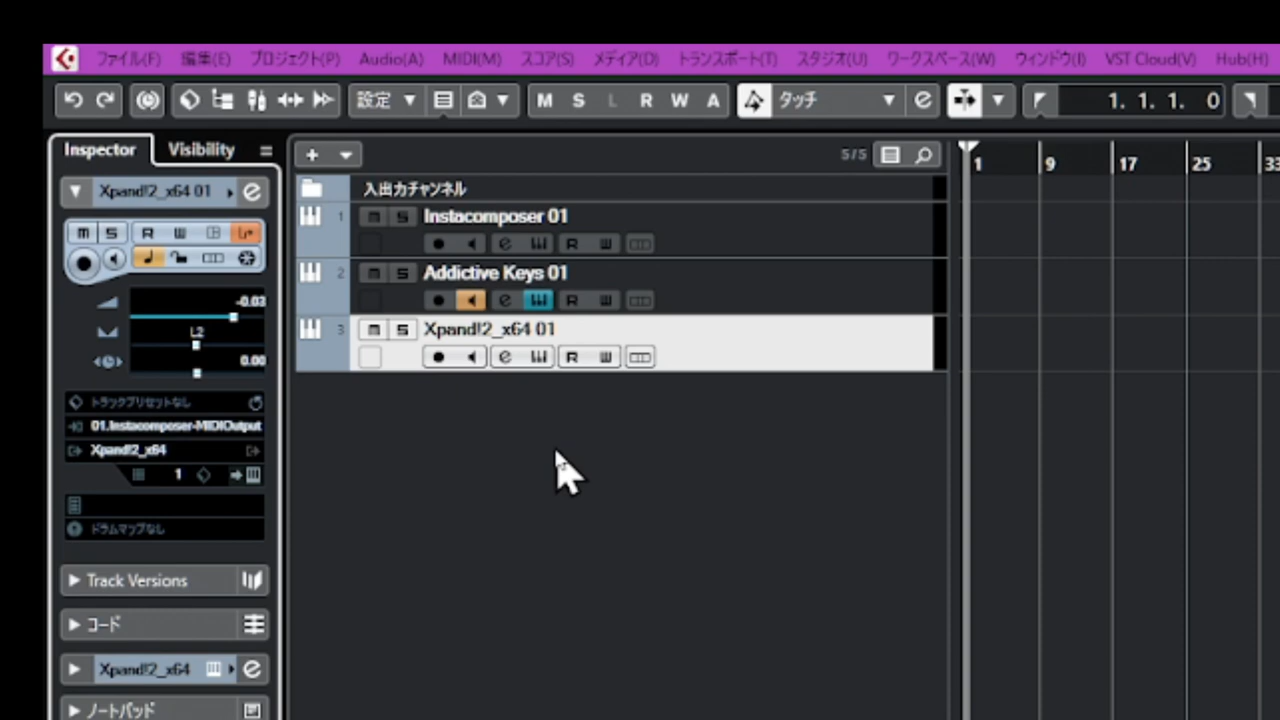 ファイル(F) 編集(E) プロジェクト(P) Audio(A) MIDI(M) スコア(S) メディア(D) トランスポート(T) スタジオ(U) ワークスペース(W) ウィンドウ(I) VST Cloud(V) Hub(H)
設定 M S L R W A タッチ 1. 1. 1. 0
Inspector Visibility 5/5 1 9 17 25 33
Xpand!2_x64 01
入出力チャンネル
1 m S Instacomposer 01
m S R W
R W
2 m S Addictive Keys 01
R W
-0.03
3 m S Xpand!2_x64 01
L2
R W
0.00
トラックプリセットなし
01.Instacomposer-MIDIOutput
Xpand!2_x64
1
ドラムマップなし
Track Versions
コード
Xpand!2_x64
ノートパッド